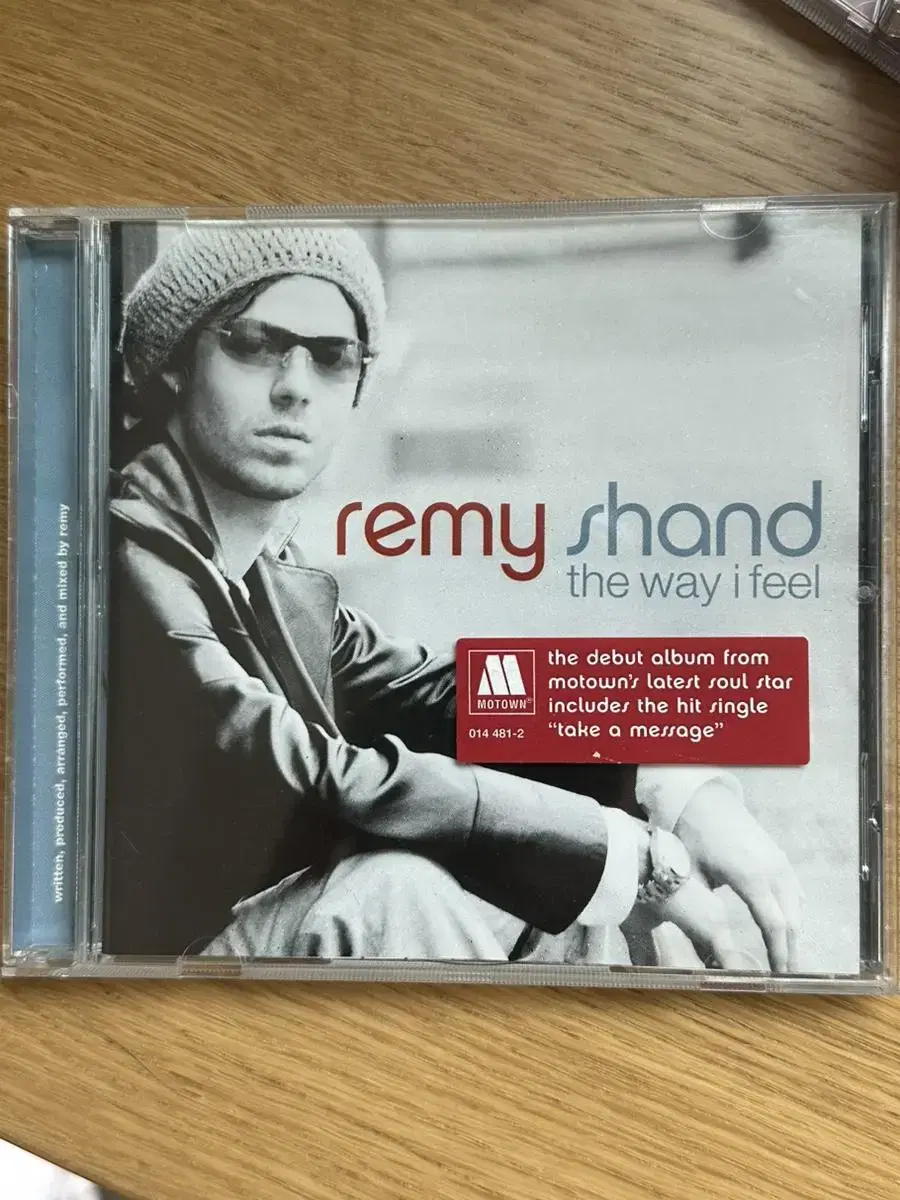 written, produced, arranged, performed, and mixed by remy
remy shand
the way i feel
MOTOWN®
014 481-2
the debut album from
motown's latest soul star
includes the hit single
"take a message"